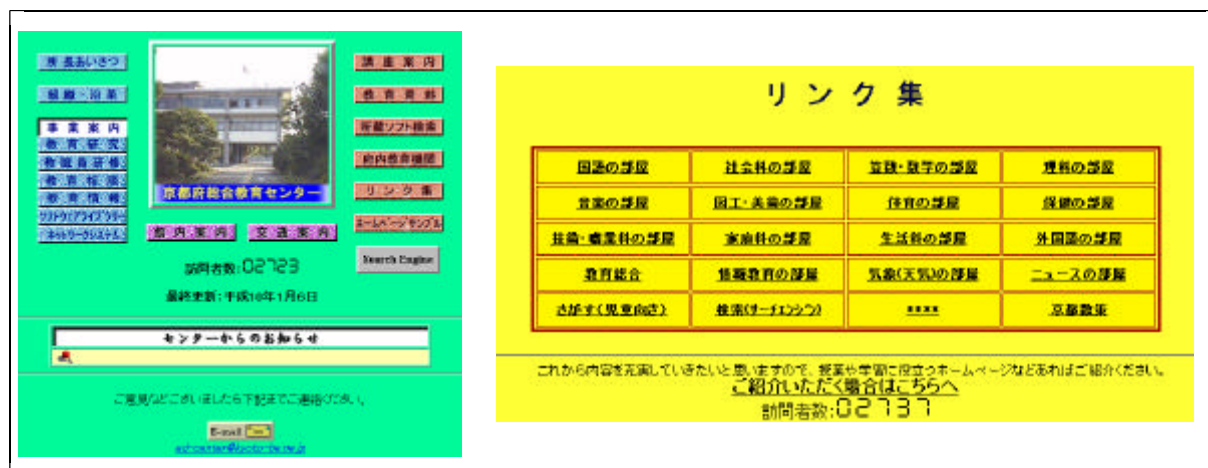 所長あいさつ
組織・沿革
事業案内
教育研究
教職員研修
教育相談
教育情報
ソフトウェアライブラリー
ネットワークシステム
京都府総合教育センター
館内案内
交通案内
講座案内
教育資料
所蔵ソフト検索
府内教育機関
リンク集
ホームページサンプル
Search Engine
訪問者数:02723
最終更新:平成10年1月6日
センターからのお知らせ
ご意見などございましたら下記までご連絡ください。
E-mail
リンク集
国語の部屋 社会科の部屋 算数・数学の部屋 理科の部屋
音楽の部屋 図工・美術の部屋 体育の部屋 保健の部屋
技術・職業科の部屋 家庭科の部屋 生活科の部屋 外国語の部屋
教育総合 情報教育の部屋 気象(天気)の部屋 ニュースの部屋
さがす(児童向き) 検索(サーチエンジン) **** 京都散策
これから内容を充実していきたいと思いますので、授業や学習に役立つホームページなどあればご紹介ください。
ご紹介いただく場合はこちらへ
訪問者数:02737